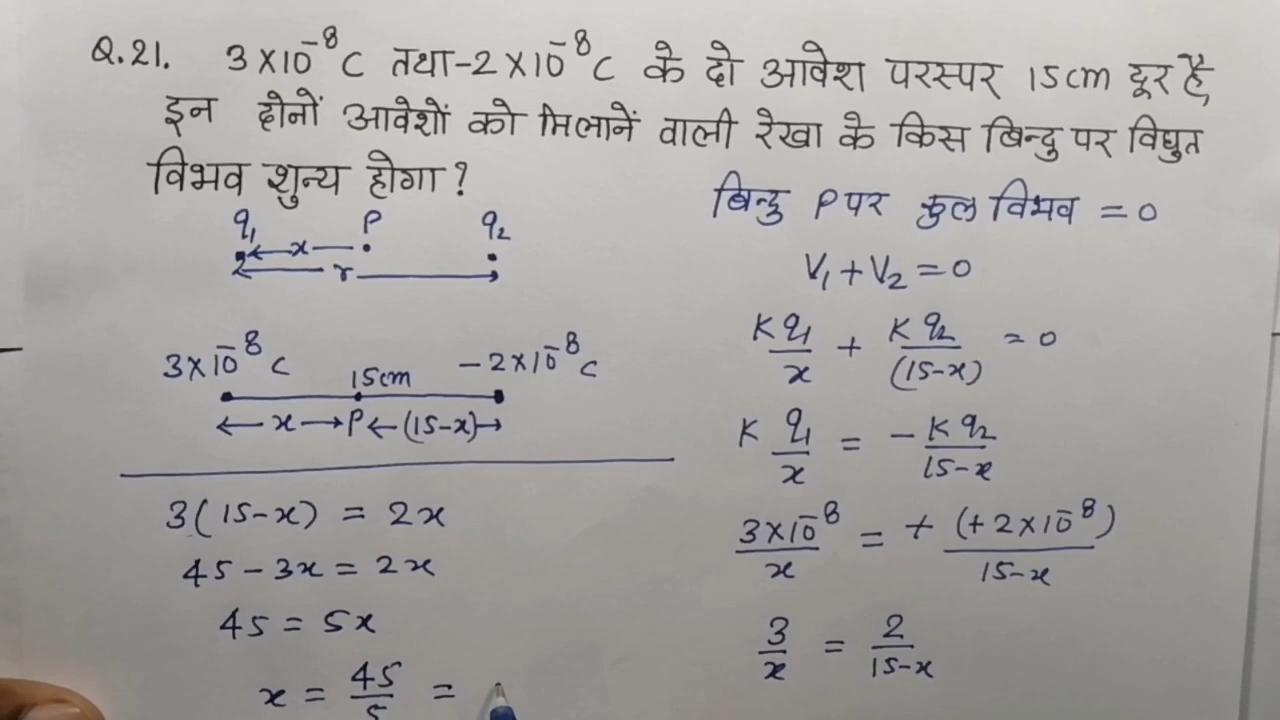 Q.21. 3×10⁻⁸C तथा -2×10⁻⁸C के दो आवेश परस्पर 15cm दूर है,
इन दोनों आवेशों को मिलानें वाली रेखा के किस बिन्दु पर विद्युत
विभव शुन्य होगा?
q₁ P q₂
x
r
3×10⁻⁸C 15cm -2×10⁻⁸C
← x → P ← (15-x) →
3(15-x) = 2x
45 - 3x = 2x
45 = 5x
x = 45/5 =
बिन्दु P पर कुल विभव = 0
V₁ + V₂ = 0
Kq₁/x + Kq₂/(15-x) = 0
K q₁/x = - Kq₂/15-x
3×10⁻⁸/x = + (+2×10⁻⁸)/15-x
3/x = 2/15-x